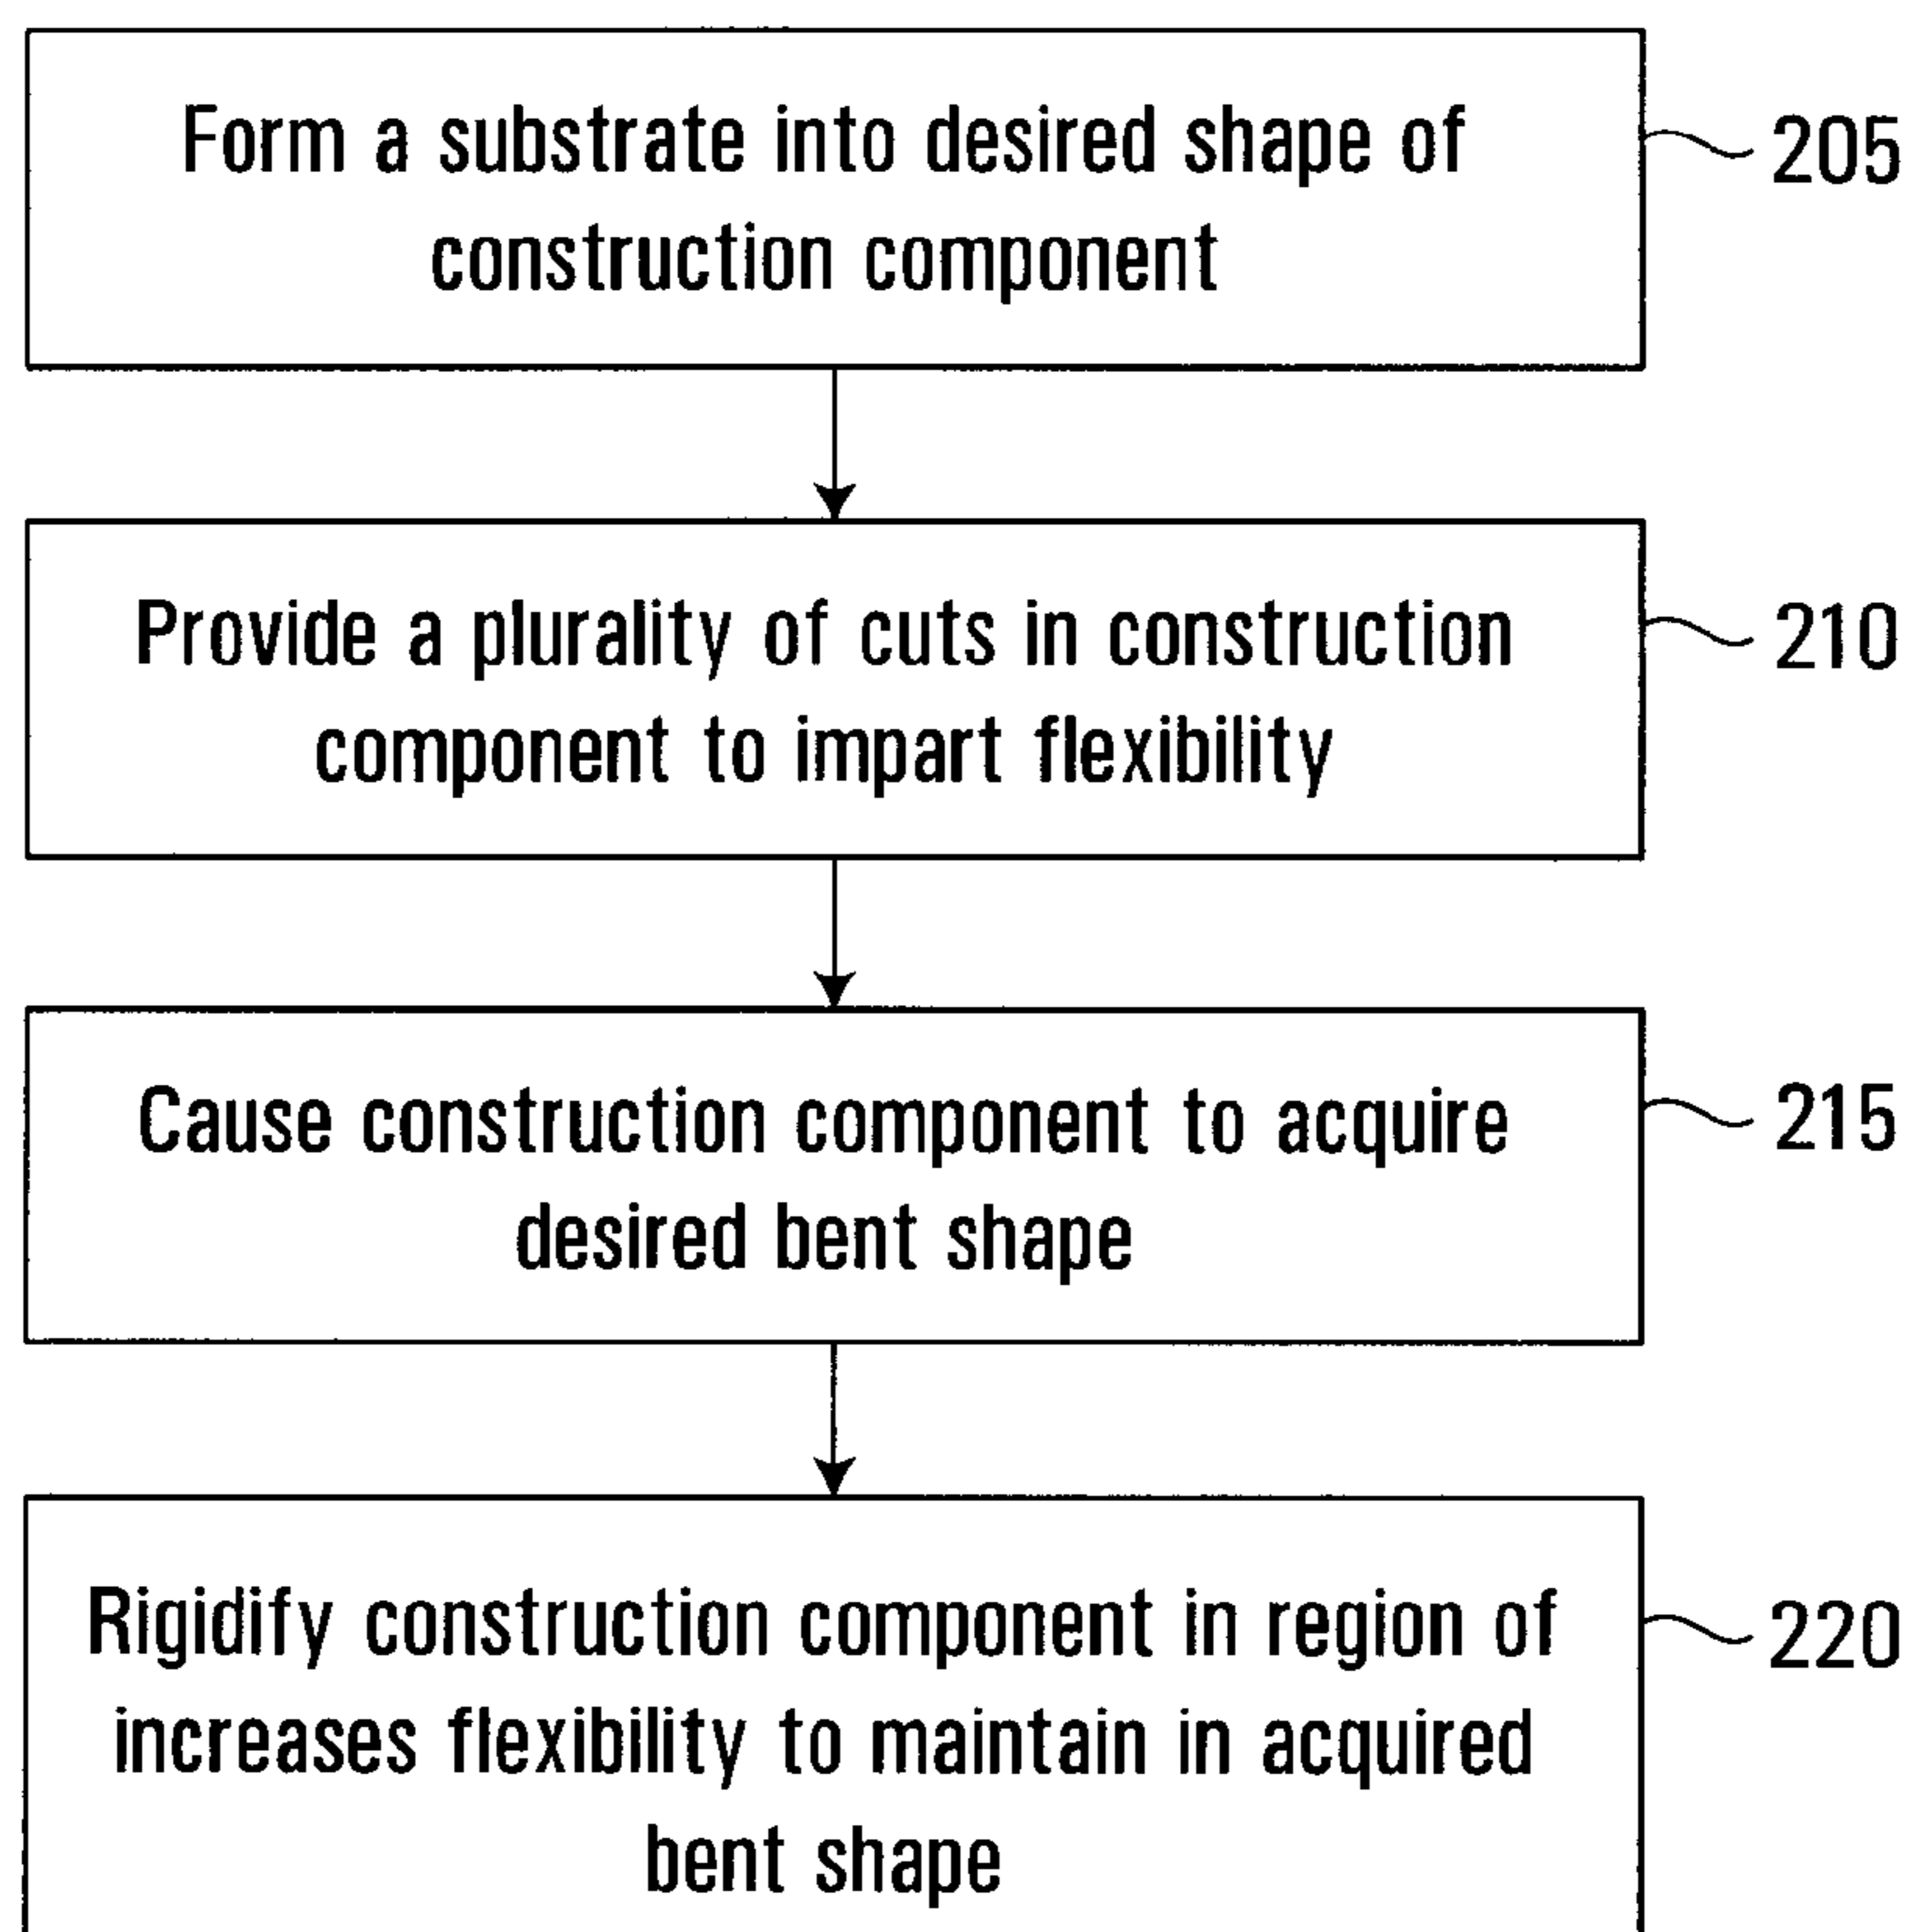 Form a substrate into desired shape of
construction component
205
Provide a plurality of cuts in construction
component to impart flexibility
210
Cause construction component to acquire
desired bent shape
215
Rigidify construction component in region of
increases flexibility to maintain in acquired
bent shape
220